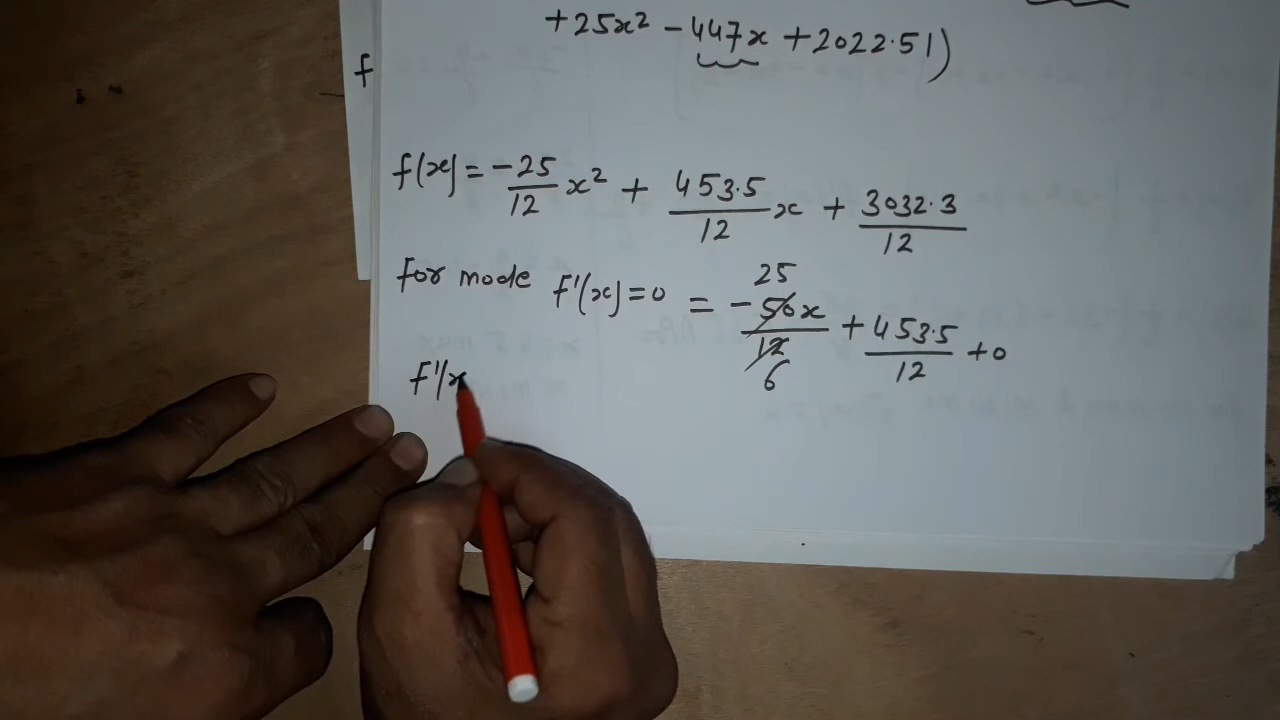 +25x² - 447x + 2022.51)
f
f(x) = -25/12 x² + 453.5/12 x + 3032.3/12
for mode f'(x)=0 = -50x/12 25/6 + 453.5/12 + 0
f'(x